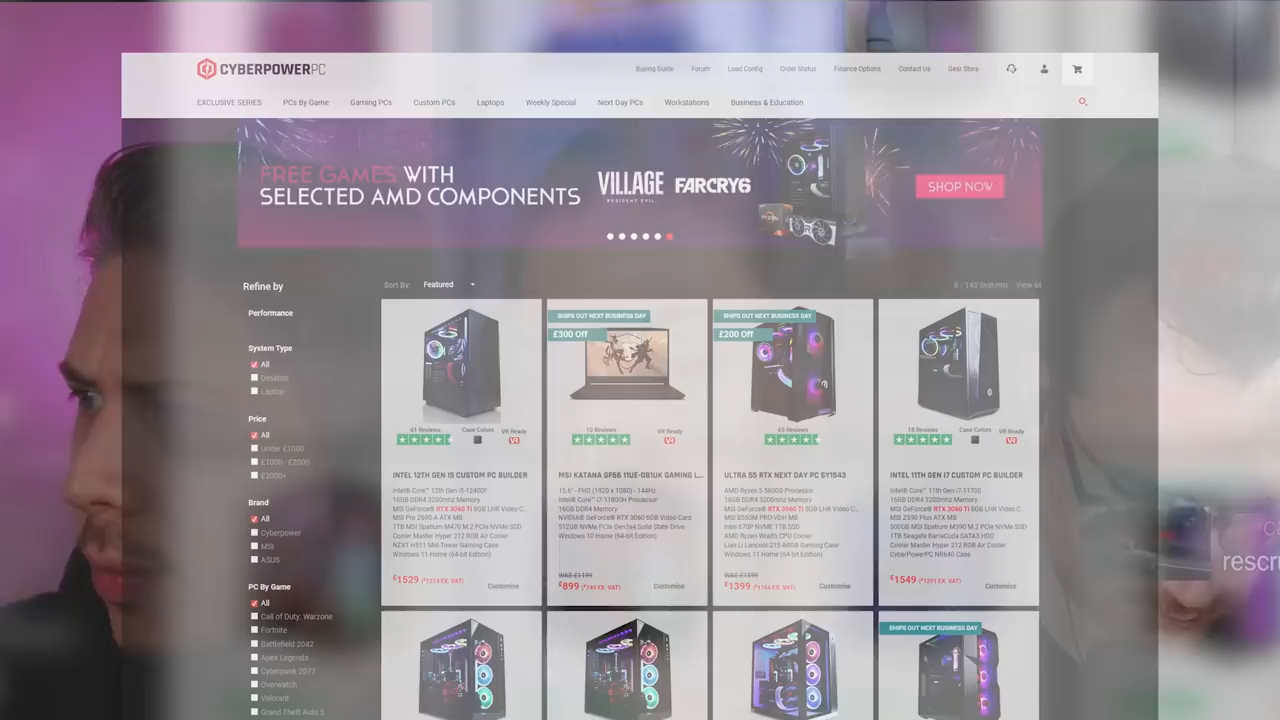 CYBERPOWERPC
Buying Guide Forum Load Config Order Status Finance Options Contact Us Gear Store
EXCLUSIVE SERIES PCs By Game Gaming PCs Custom PCs Laptops Weekly Special Next Day PCs Workstations Business & Education
FREE GAMES WITH
SELECTED AMD COMPONENTS
VILLAGE
RESIDENT EVIL
FARCRY6
RYZEN
SHOP NOW
Refine by
Sort By: Featured
8 / 143 Systems View all
Performance
System Type
All
Desktop
Laptop
Price
All
Under £1000
£1000 - £2000
£2000+
Brand
All
Cyberpower
MSI
ASUS
PC By Game
All
Call of Duty: Warzone
Fortnite
Battlefield 2042
Apex Legends
Cyberpunk 2077
Overwatch
Valorant
Grand Theft Auto 5
61 Reviews Case Colors VR Ready
VR
INTEL 12TH GEN I5 CUSTOM PC BUILDER
Intel® Core™ 12th Gen i5-12400F
16GB DDR4 3200mhz Memory
MSI GeForce® RTX 3060 Ti 8GB LHR Video C...
MSI Pro Z690-A ATX MB
1TB MSI Spatium M470 M.2 PCIe NVMe SSD
Cooler Master Hyper 212 RGB Air Cooler
NZXT H511 Mid-Tower Gaming Case
Windows 11 Home (64-bit Edition)
£1529 (£1274 EX. VAT) Customise
SHIPS OUT NEXT BUSINESS DAY
£300 Off
10 Reviews VR Ready
VR
MSI KATANA GF66 11UE-081UK GAMING L...
15.6" - FHD (1920 x 1080) - 144Hz
Intel® Core™ i7-11800H Processor
16GB DDR4 Memory
NVIDIA® GeForce® RTX 3060 6GB Video Card
512GB NVMe PCIe Gen3x4 Solid State Drive
Windows 10 Home (64-bit Edition)
WAS £1199
£899 (£749 EX. VAT) Customise
SHIPS OUT NEXT BUSINESS DAY
£200 Off
65 Reviews
ULTRA 55 RTX NEXT DAY PC SY1543
AMD Ryzen 5 5600G Processor
16GB DDR4 3200mhz Memory
MSI GeForce® RTX 3060 Ti 8GB LHR Video C...
MSI B550M PRO-VDH MB
Intel 670P NVME 1TB SSD
AMD Ryzen Wraith CPU Cooler
Lian Li Lancool-215 ARGB Gaming Case
Windows 11 Home (64-bit Edition)
WAS £1599
£1399 (£1166 EX. VAT) Customise
18 Reviews Case Colors VR Ready
VR
INTEL 11TH GEN I7 CUSTOM PC BUILDER
Intel® Core™ 11th Gen i7-11700
16GB DDR4 3200mhz Memory
MSI GeForce® RTX 3060 Ti 8GB LHR Video C...
MSI Z590 Plus ATX MB
500GB MSI Spatium M390 M.2 PCIe NVMe SSD
1TB Seagate BarraCuda SATA3 HDD
Cooler Master Hyper 212 RGB Air Cooler
CyberPowerPC NR640 Case
£1549 (£1291 EX. VAT) Customise
SHIPS OUT NEXT BUSINESS DAY